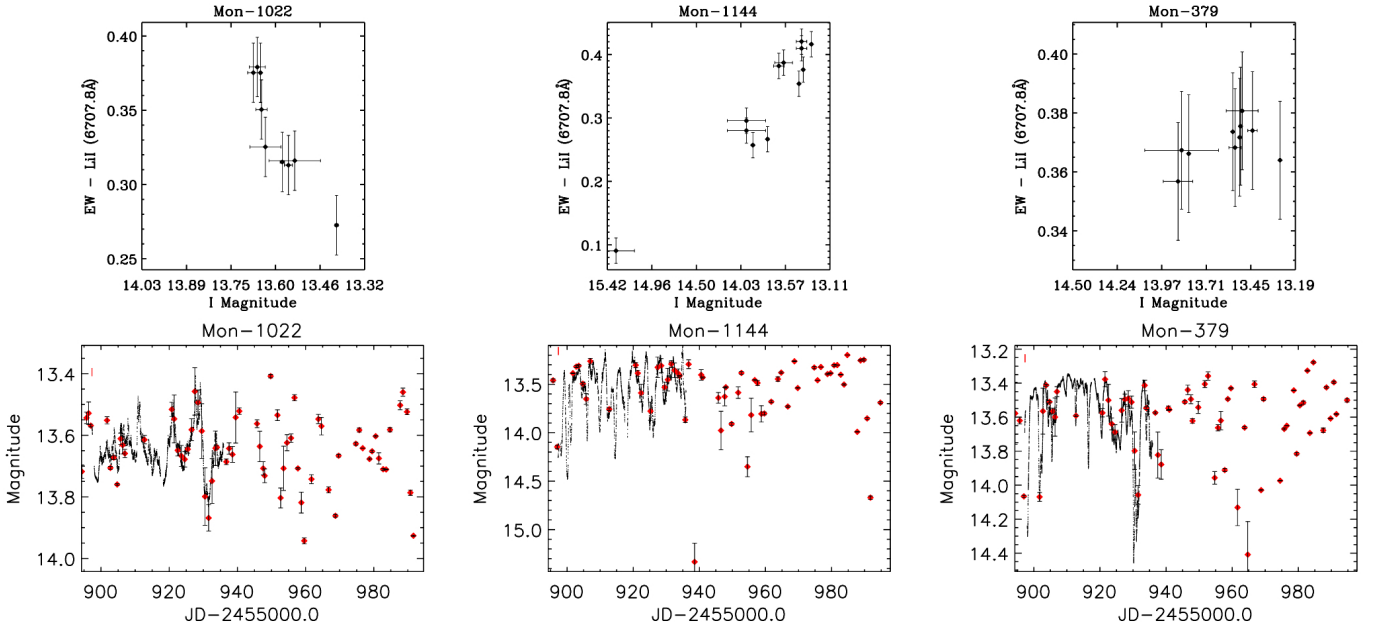 Mon-1022
EW - LiI (6707.8Å)
0.40
0.35
0.30
0.25
14.03 13.89 13.75 13.60 13.46 13.32
I Magnitude
Mon-1144
EW - LiI (6707.8Å)
0.4
0.3
0.2
0.1
15.42 14.96 14.50 14.03 13.57 13.11
I Magnitude
Mon-379
EW - LiI (6707.8Å)
0.40
0.38
0.36
0.34
14.50 14.24 13.97 13.71 13.45 13.19
I Magnitude
Mon-1022
Magnitude
13.4
13.6
13.8
14.0
900 920 940 960 980
JD-2455000.0
Mon-1144
Magnitude
13.5
14.0
14.5
15.0
900 920 940 960 980
JD-2455000.0
Mon-379
Magnitude
13.2
13.4
13.6
13.8
14.0
14.2
14.4
900 920 940 960 980
JD-2455000.0